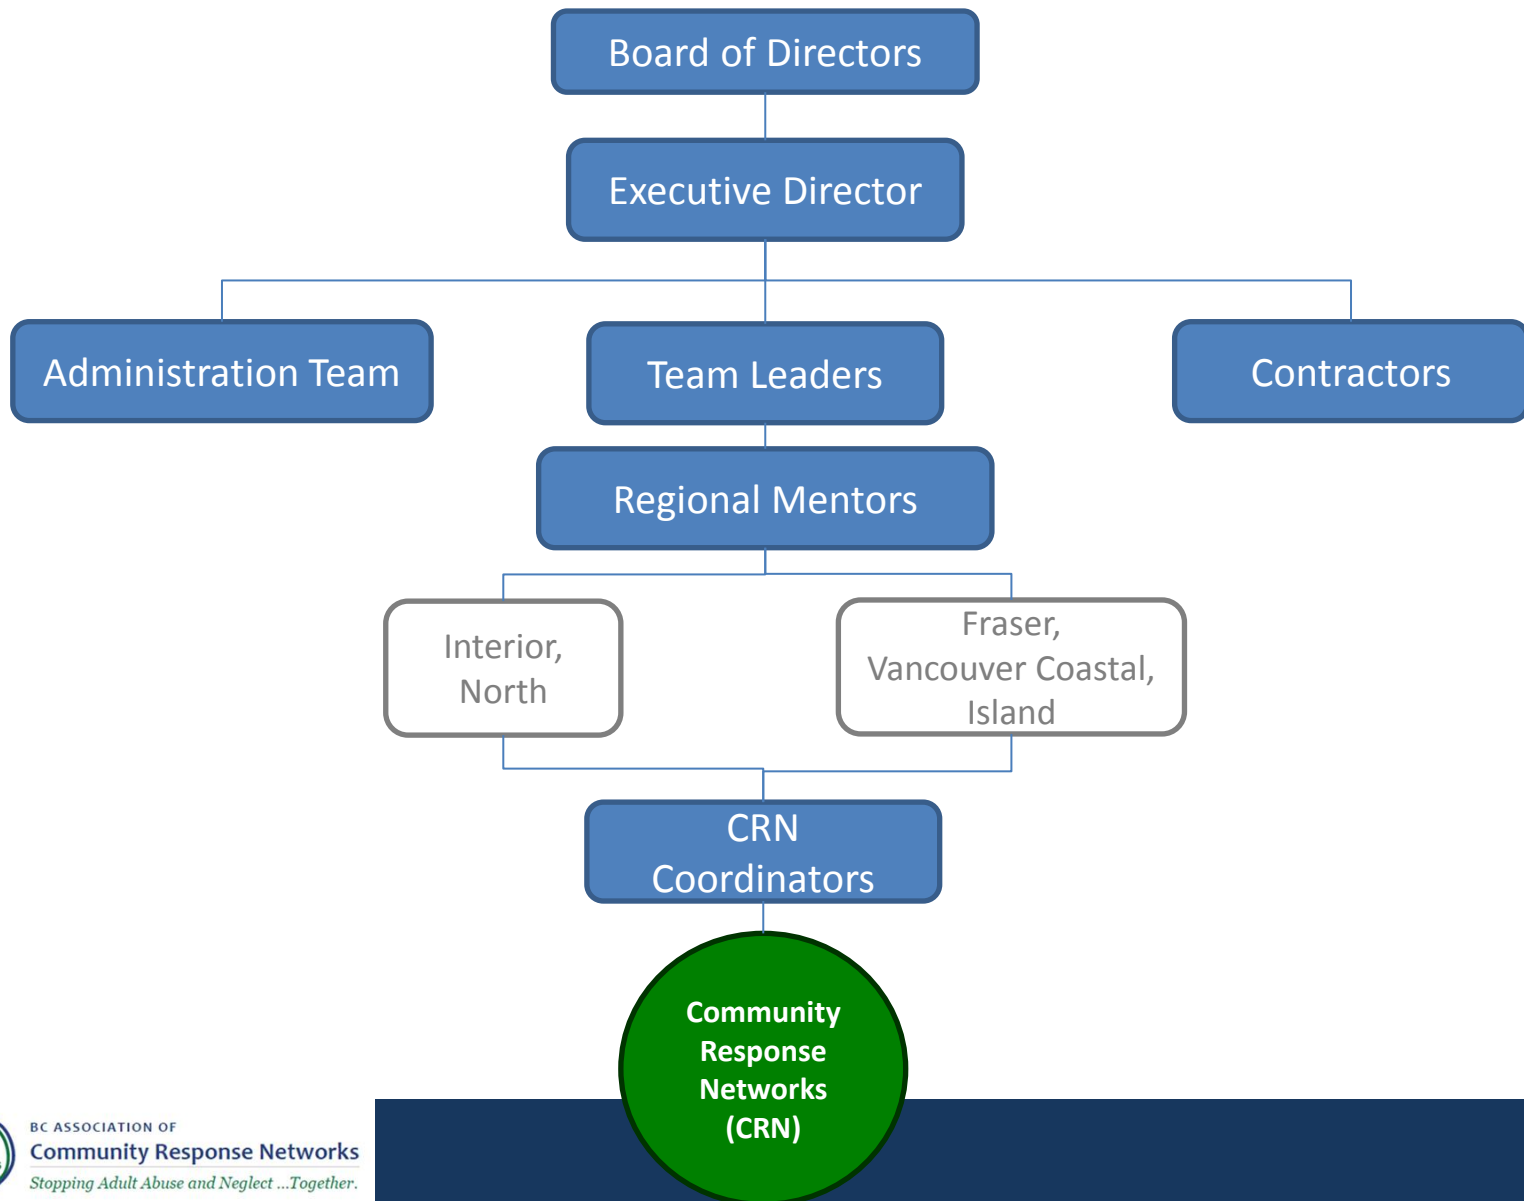 Board of Directors
Executive Director
Administration Team
Team Leaders
Contractors
Regional Mentors
Interior,
North
Fraser,
Vancouver Coastal,
Island
CRN
Coordinators
Community
Response
Networks
(CRN)
BC ASSOCIATION OF
Community Response Networks
Stopping Adult Abuse and Neglect ...Together.